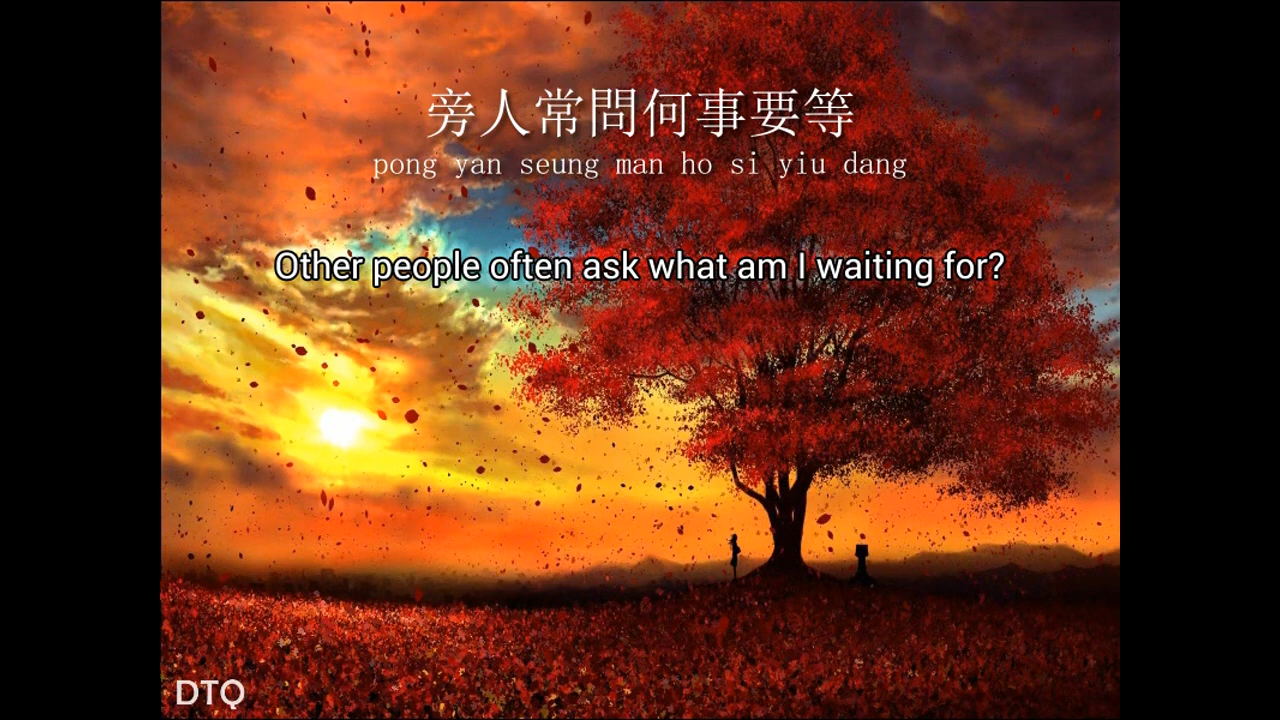 旁人常問何事要等
pong yan seung man ho si yiu dang
Other people often ask what am I waiting for?
DTQ